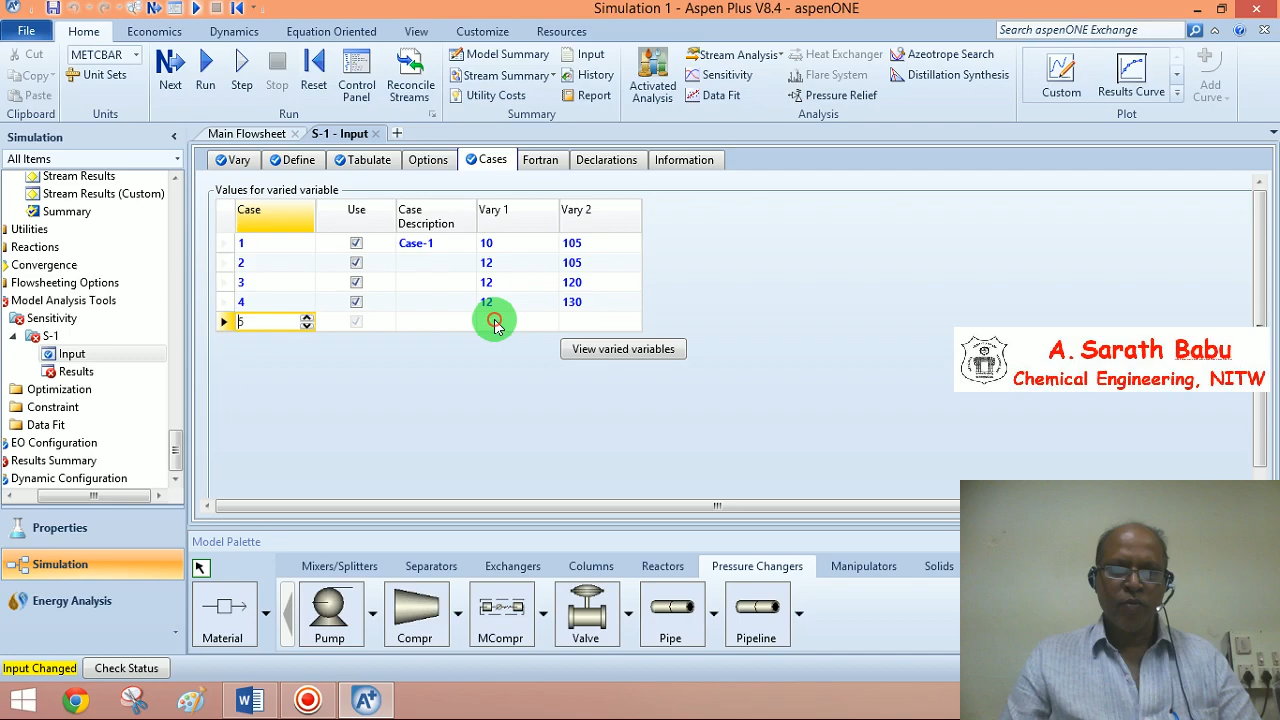 Simulation 1 - Aspen Plus V8.4 - aspenONE
File Home Economics Dynamics Equation Oriented View Customize Resources Search aspenONE Exchange
Cut METCBAR Next Run Step Stop Reset Control Panel Reconcile Streams Model Summary Input Activated Analysis Stream Analysis Heat Exchanger Azeotrope Search Custom Results Curve Add Curve
Copy Unit Sets Stream Summary History Sensitivity Flare System Distillation Synthesis
Paste Utility Costs Report Data Fit Pressure Relief
Clipboard Units Run Summary Analysis Plot
Simulation Main Flowsheet S-1 - Input
All Items Vary Define Tabulate Options Cases Fortran Declarations Information
Stream Results
Stream Results (Custom)
Summary
Utilities
Reactions
Convergence
Flowsheeting Options
Model Analysis Tools
Sensitivity
S-1
Input
Results
Optimization
Constraint
Data Fit
EO Configuration
Results Summary
Dynamic Configuration
Values for varied variable
Case Use Case Description Vary 1 Vary 2
1 Case-1 10 105
2 12 105
3 12 120
4 12 130
5
View varied variables
A. Sarath Babu
Chemical Engineering, NITW
Properties
Simulation
Energy Analysis
Model Palette
Mixers/Splitters Separators Exchangers Columns Reactors Pressure Changers Manipulators Solids
Material Pump Compr MCompr Valve Pipe Pipeline
Input Changed Check Status